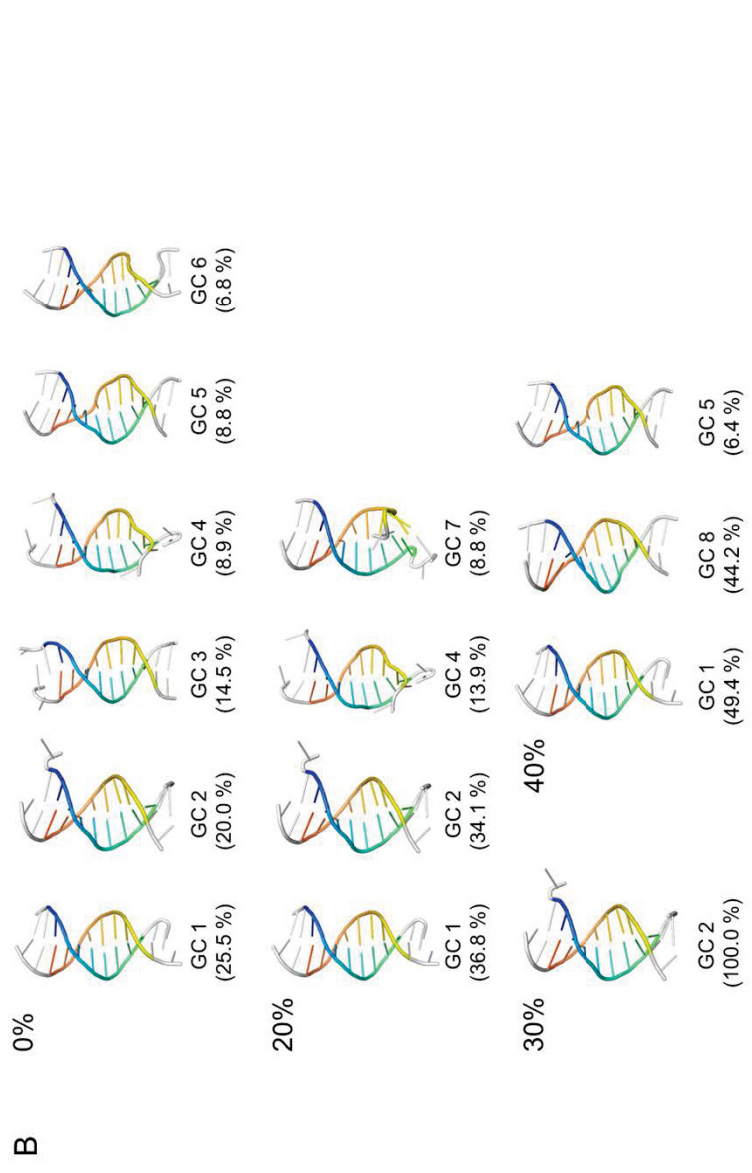 B
0%
GC 1
(25.5 %)
GC 2
(20.0 %)
GC 3
(14.5 %)
GC 4
(8.9 %)
GC 5
(8.8 %)
GC 6
(6.8 %)
20%
GC 1
(36.8 %)
GC 2
(34.1 %)
GC 4
(13.9 %)
GC 7
(8.8 %)
30%
GC 2
(100.0 %)
40%
GC 1
(49.4 %)
GC 8
(44.2 %)
GC 5
(6.4 %)